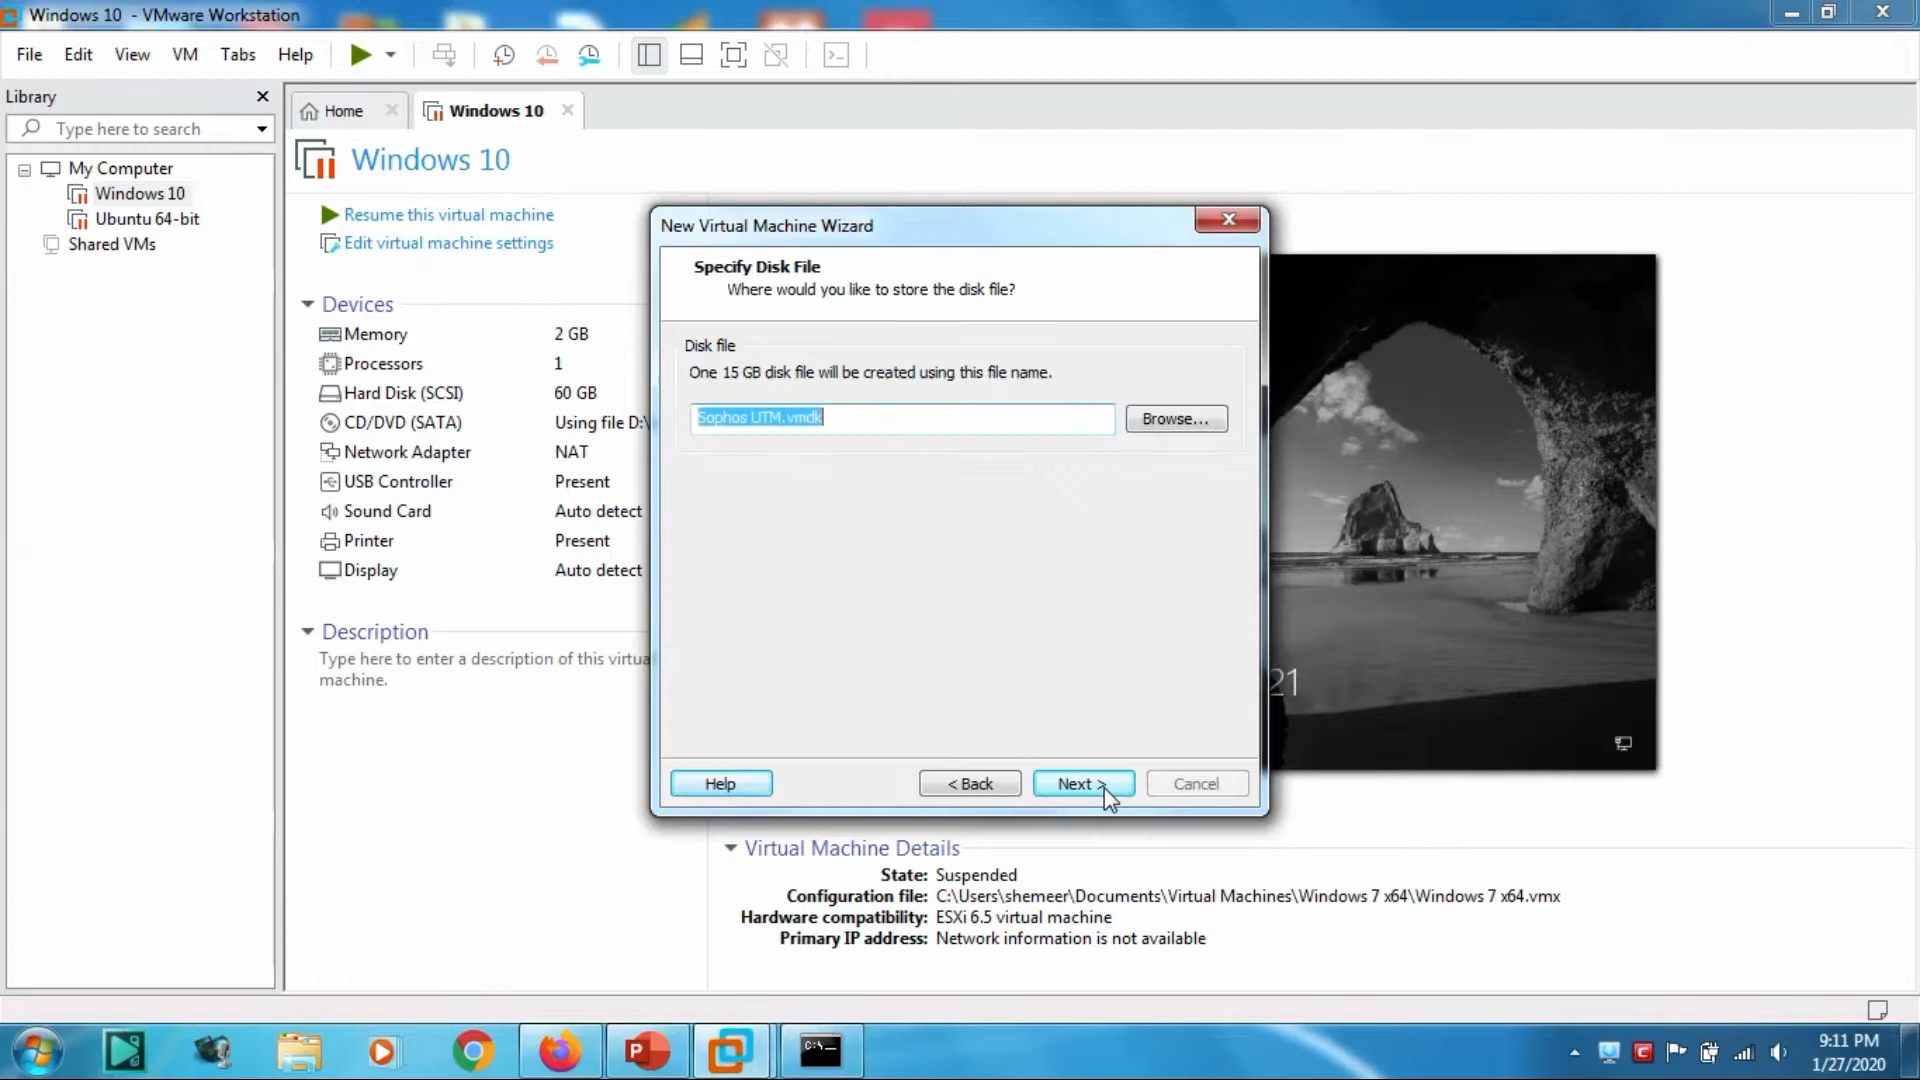 Windows 10 - VMware Workstation
File Edit View VM Tabs Help
Library
Type here to search
My Computer
Windows 10
Ubuntu 64-bit
Shared VMs
Home
Windows 10
Windows 10
Resume this virtual machine
Edit virtual machine settings
Devices
Memory 2 GB
Processors 1
Hard Disk (SCSI) 60 GB
CD/DVD (SATA) Using file D:\
Network Adapter NAT
USB Controller Present
Sound Card Auto detect
Printer Present
Display Auto detect
Description
Type here to enter a description of this virtua
machine.
New Virtual Machine Wizard
Specify Disk File
Where would you like to store the disk file?
Disk file
One 15 GB disk file will be created using this file name.
Sophos UTM.vmdk
Browse...
Help
< Back
Next >
Cancel
21
Virtual Machine Details
State: Suspended
Configuration file: C:\Users\shemeer\Documents\Virtual Machines\Windows 7 x64\Windows 7 x64.vmx
Hardware compatibility: ESXi 6.5 virtual machine
Primary IP address: Network information is not available
9:11 PM
1/27/2020